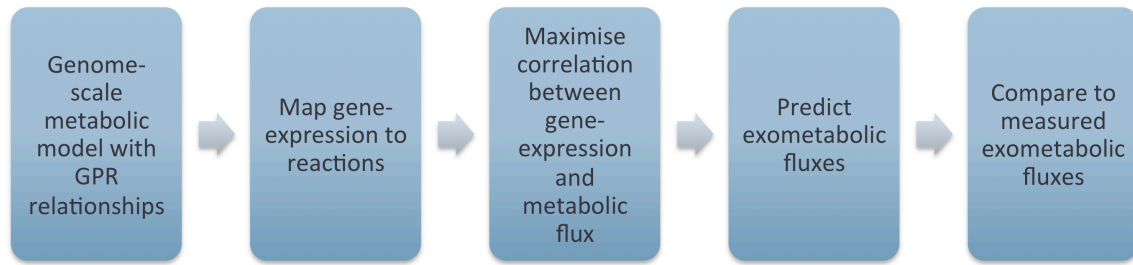 Genome-
scale
metabolic
model with
GPR
relationships
Map gene-
expression to
reactions
Maximise
correlation
between
gene-
expression
and
metabolic
flux
Predict
exometabolic
fluxes
Compare to
measured
exometabolic
fluxes